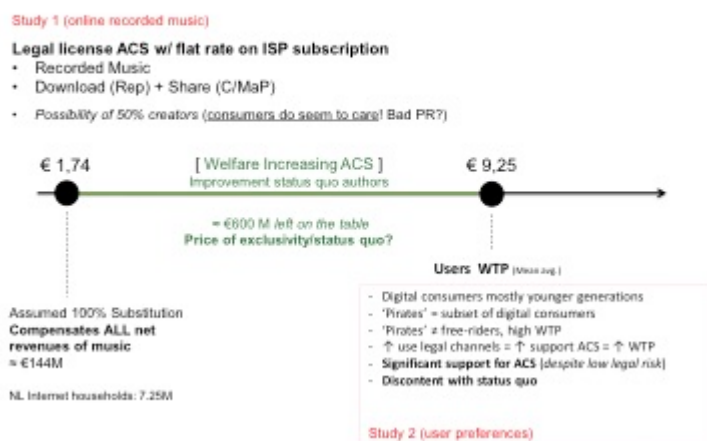 Study 1 (online recorded music)
Legal license ACS w/ flat rate on ISP subscription
• Recorded Music
• Download (Rep) + Share (C/MaP)
• Possibility of 50% creators (consumers do seem to care! Bad PR?)
€ 1,74
[ Welfare Increasing ACS ]
€ 9,25
Improvement status quo authors
≈ €600 M left on the table
Price of exclusivity/status quo?
Users WTP (Mean avg.)
Assumed 100% Substitution
Compensates ALL net
revenues of music
≈ €144M
NL Internet households: 7.25M
- Digital consumers mostly younger generations
- 'Pirates' = subset of digital consumers
- 'Pirates' ≠ free-riders, high WTP
- ↑ use legal channels = ↑ support ACS = ↑ WTP
- Significant support for ACS (despite low legal risk)
- Discontent with status quo
Study 2 (user preferences)